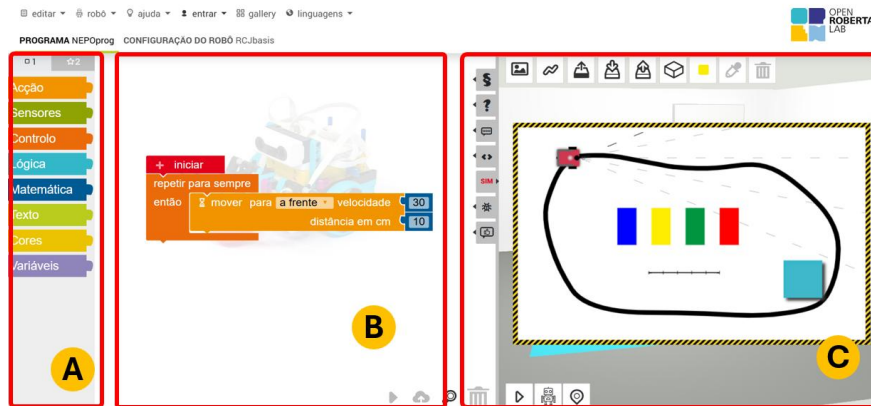 editar robô ajuda entrar gallery linguagens
OPEN
ROBERTA
LAB
PROGRAMA NEPOprog CONFIGURAÇÃO DO ROBÔ RCJbasis
1 2
Acção
Sensores
Controlo
Lógica
Matemática
Texto
Cores
Variáveis
+ iniciar
repetir para sempre
então mover para a frente velocidade 30
distância em cm 10
§
?
SIM
A
B
C